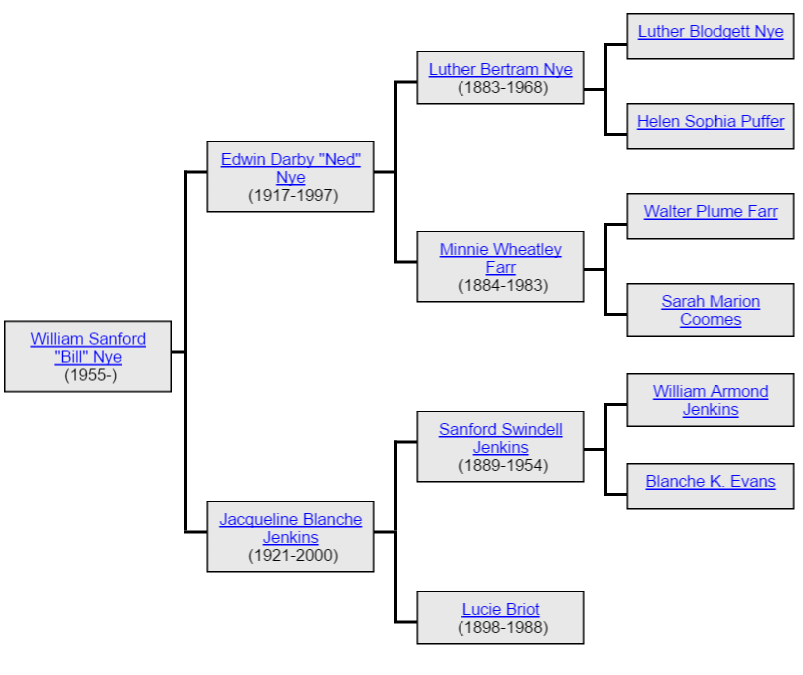 Luther Blodgett Nye
Luther Bertram Nye
(1883-1968)
Helen Sophia Puffer
Edwin Darby "Ned"
Nye
(1917-1997)
Walter Plume Farr
Minnie Wheatley
Farr
(1884-1983)
Sarah Marion
Coomes
William Sanford
"Bill" Nye
(1955-)
William Armond
Jenkins
Sanford Swindell
Jenkins
(1889-1954)
Blanche K. Evans
Jacqueline Blanche
Jenkins
(1921-2000)
Lucie Briot
(1898-1988)